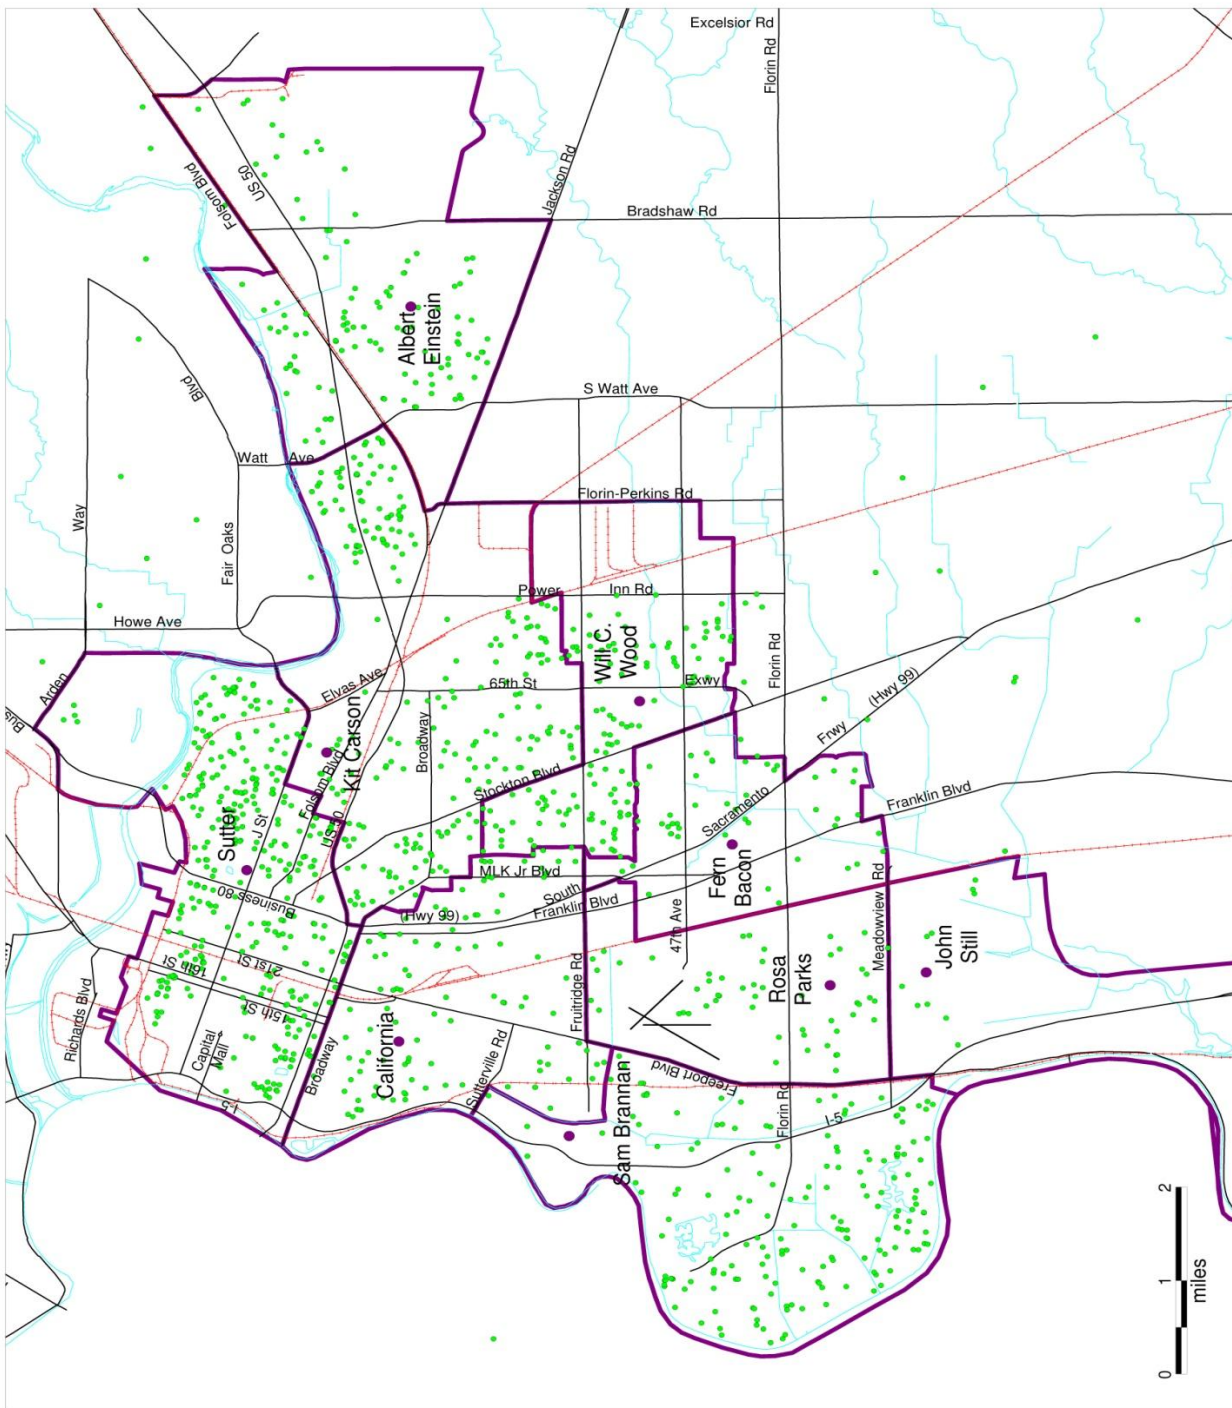 Excelsior Rd
Florin Rd
Folsom Blvd
US 50
Jackson Rd
Bradshaw Rd
Albert
Einstein
Blvd
S Watt Ave
Watt
Ave
Florin-Perkins Rd
Way
Fair Oaks
Power
Inn Rd
Howe Ave
Will C.
Wood
Florin Rd
Arden
Elvas Ave
65th St
Exwy
(Hwy 99)
Bus
Kit Carson
Folsom Blvd
Broadway
Stockton Blvd
Frwy
Sacramento
Franklin Blvd
Sutter
J St
US 50
MLK Jr Blvd
Fern
Bacon
South
Meadowview Rd
Business 80
(Hwy 99)
Franklin Blvd
47th Ave
21st St
16th St
15th St
Richards Blvd
Fruitridge Rd
Rosa
Parks
John
Still
Capital
Mall
Broadway
California
Sutterville Rd
Sam Brannan
Freeport Blvd
Florin Rd
I-5
I-5
0
1
2
miles